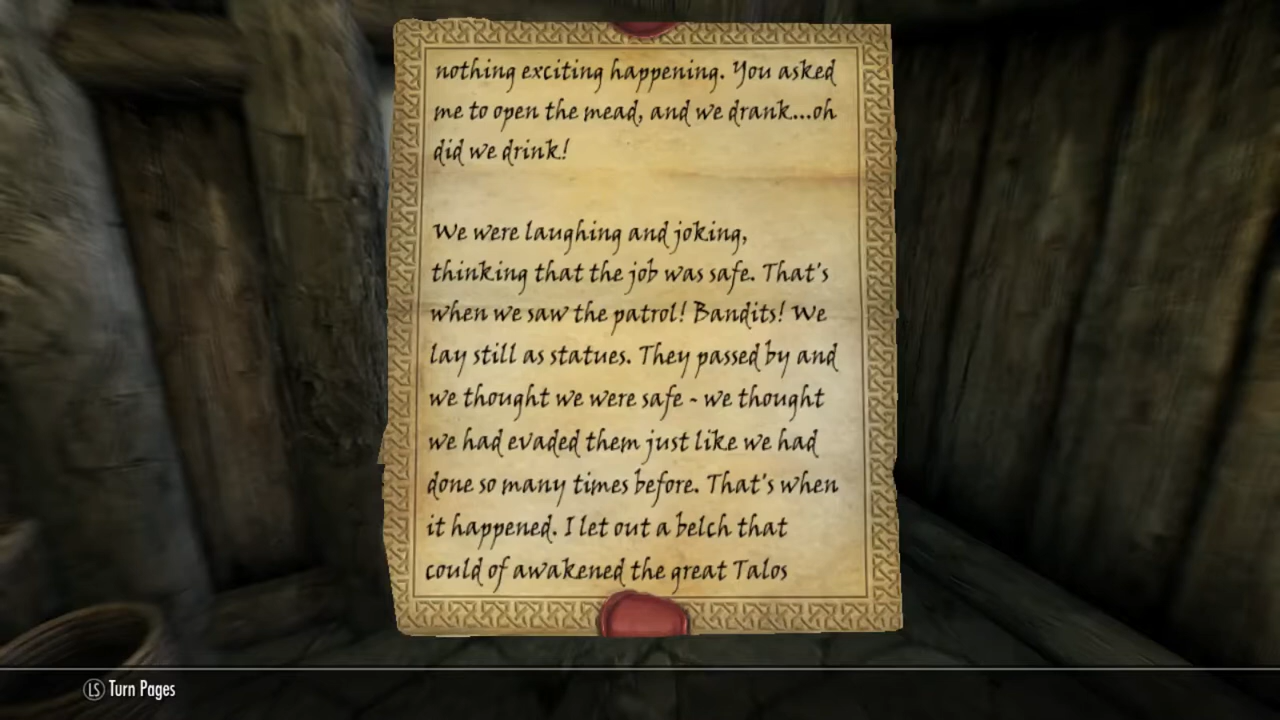 nothing exciting happening. You asked
me to open the mead, and we drank...oh
did we drink!
We were laughing and joking,
thinking that the job was safe. That's
when we saw the patrol! Bandits! We
lay still as statues. They passed by and
we thought we were safe - we thought
we had evaded them just like we had
done so many times before. That's when
it happened. I let out a belch that
could of awakened the great Talos
LS Turn Pages